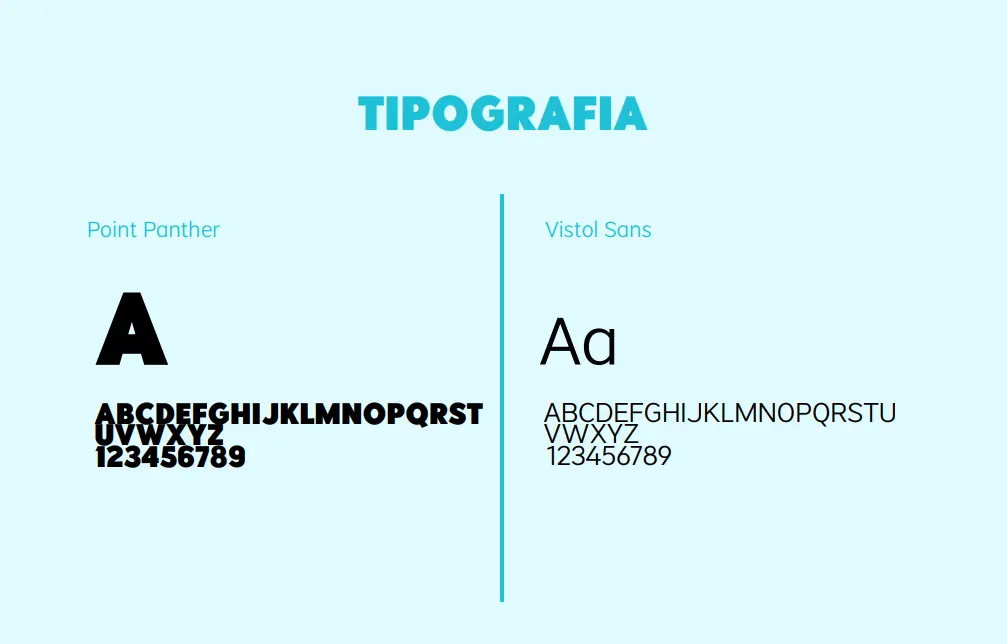 TIPOGRAFIA
Point Panther
A
ABCDEFGHIJKLMNOPQRST
UVWXYZ
123456789
Vistol Sans
Aa
ABCDEFGHIJKLMNOPQRSTU
VWXYZ
123456789